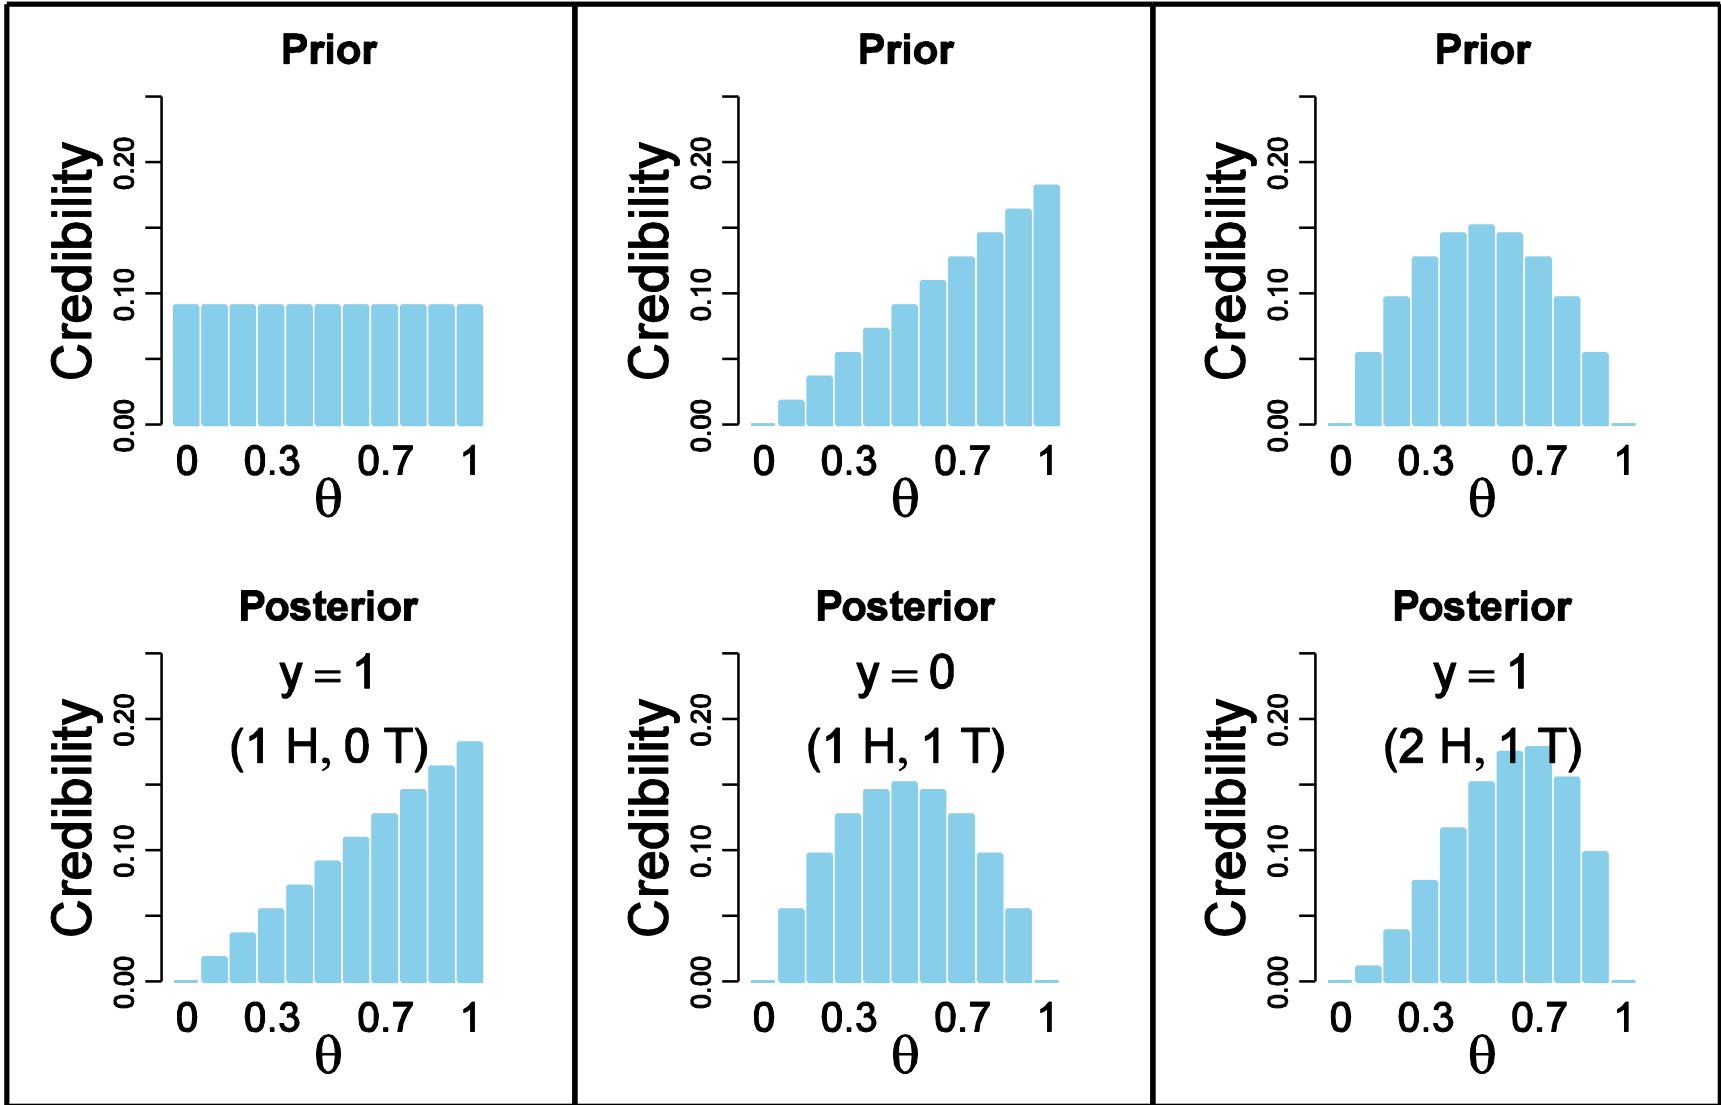 Prior
Credibility
0.00 0.10 0.20
0 0.3 0.7 1
θ
Posterior
y = 1
(1 H, 0 T)
Credibility
0.00 0.10 0.20
0 0.3 0.7 1
θ
Prior
Credibility
0.00 0.10 0.20
0 0.3 0.7 1
θ
Posterior
y = 0
(1 H, 1 T)
Credibility
0.00 0.10 0.20
0 0.3 0.7 1
θ
Prior
Credibility
0.00 0.10 0.20
0 0.3 0.7 1
θ
Posterior
y = 1
(2 H, 1 T)
Credibility
0.00 0.10 0.20
0 0.3 0.7 1
θ